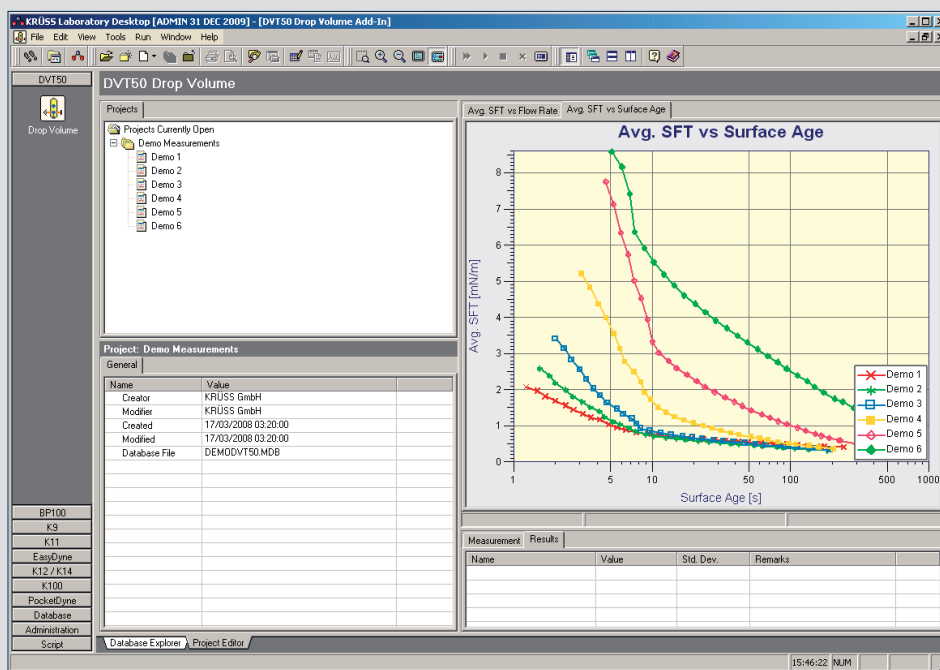 KRÜSS Laboratory Desktop [ADMIN 31 DEC 2009] - [DVT50 Drop Volume Add-In]
File Edit View Tools Run Window Help
DVT50
DVT50 Drop Volume
Drop Volume
Projects
Projects Currently Open
Demo Measurements
Demo 1
Demo 2
Demo 3
Demo 4
Demo 5
Demo 6
Project: Demo Measurements
General
Name Value
Creator KRÜSS GmbH
Modifier KRÜSS GmbH
Created 17/03/2008 03:20:00
Modified 17/03/2008 03:20:00
Database File DEMODVT50.MDB
Avg. SFT vs Flow Rate Avg. SFT vs Surface Age
Avg. SFT vs Surface Age
Avg. SFT [mN/m]
8
7
6
5
4
3
2
1
0
1 5 10 50 100 500 1000
Surface Age [s]
Demo 1
Demo 2
Demo 3
Demo 4
Demo 5
Demo 6
Measurement Results
Name Value Std. Dev. Remarks
BP100
K9
K11
EasyDyne
K12 / K14
K100
PocketDyne
Database
Administration
Script
Database Explorer Project Editor
15:46:22 NUM